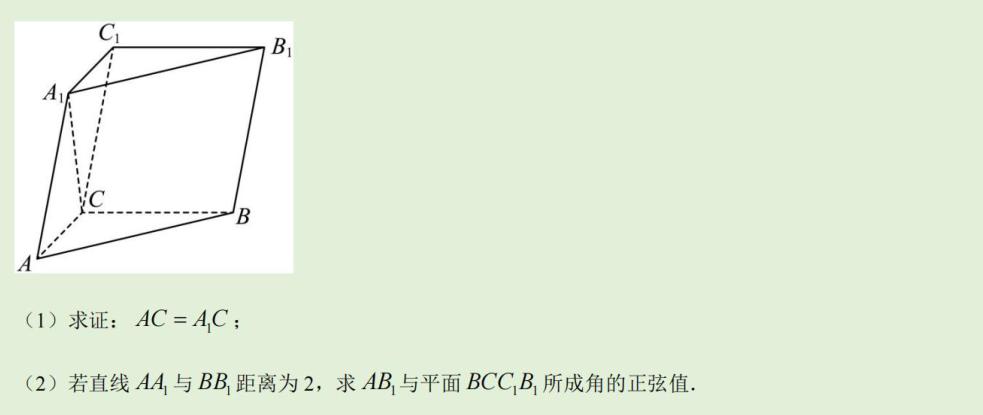 C₁
B₁
A₁
C
B
A
（1）求证：AC = A₁C；
（2）若直线 AA₁ 与 BB₁ 距离为 2，求 AB₁ 与平面 BCC₁B₁ 所成角的正弦值．